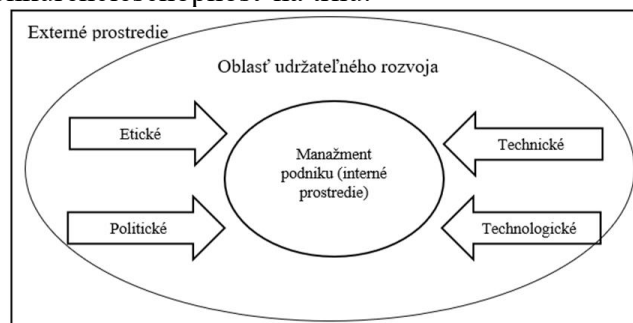 Externé prostredie
Oblasť udržateľného rozvoja
Etické
Technické
Manažment
podniku (interné
prostredie)
Politické
Technologické